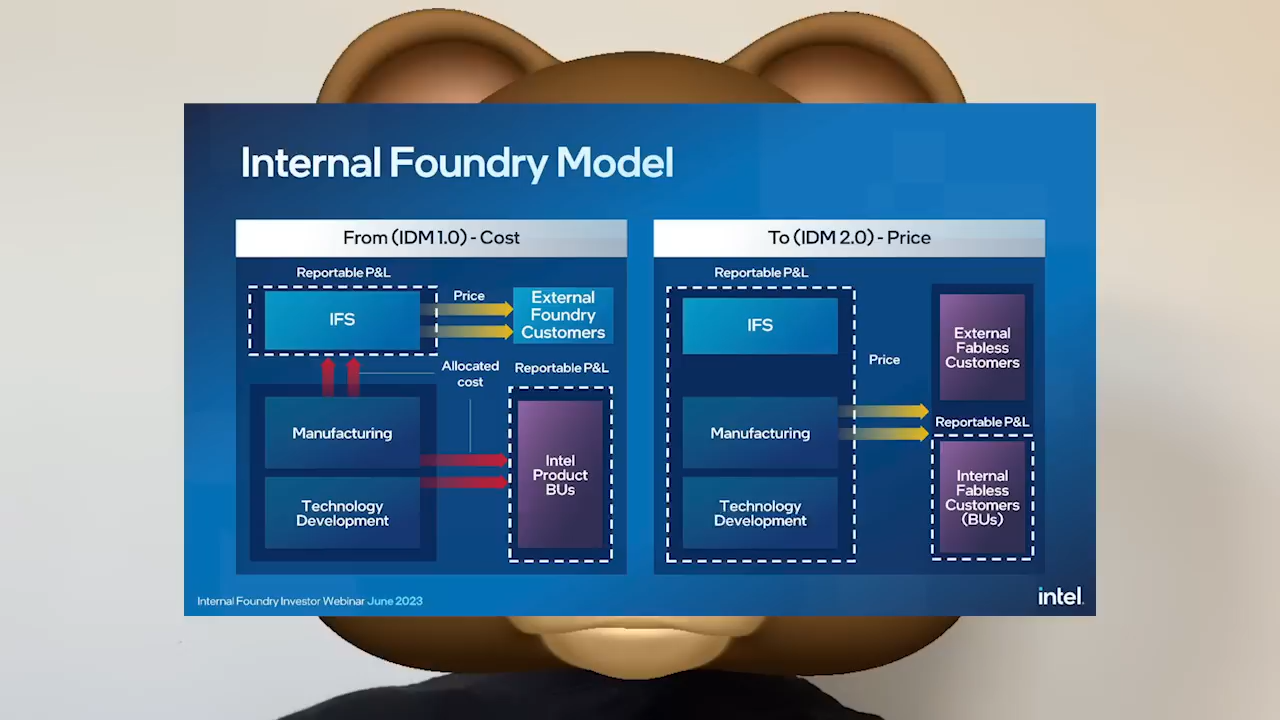 Internal Foundry Model
From (IDM 1.0) - Cost
Reportable P&L
IFS
Price
External
Foundry
Customers
Allocated
cost
Reportable P&L
Manufacturing
Technology
Development
Intel
Product
BUs
To (IDM 2.0) - Price
Reportable P&L
IFS
Price
External
Fabless
Customers
Manufacturing
Reportable P&L
Technology
Development
Internal
Fabless
Customers
(BUs)
Internal Foundry Investor Webinar June 2023
intel.